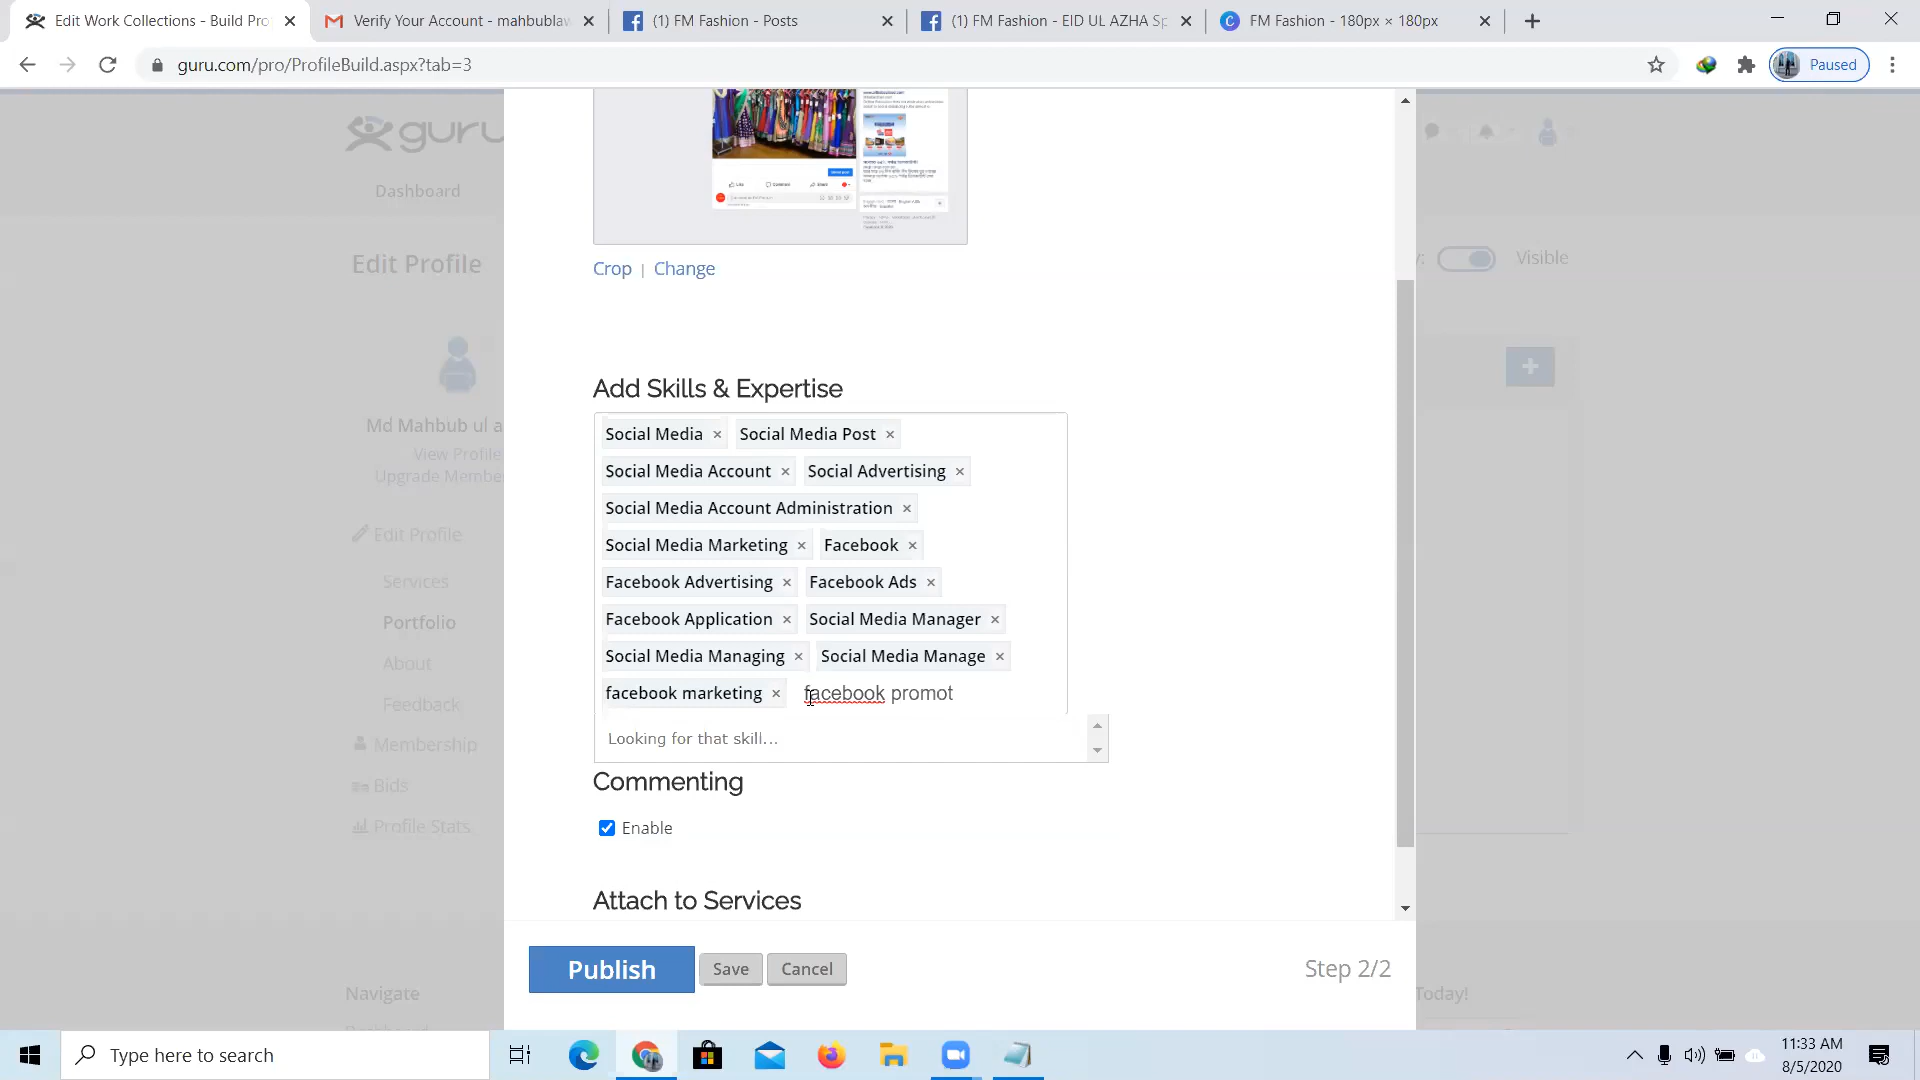 Edit Work Collections - Build Pro
Verify Your Account - mahbublaw
(1) FM Fashion - Posts
(1) FM Fashion - EID UL AZHA Sp
FM Fashion - 180px × 180px
guru.com/pro/ProfileBuild.aspx?tab=3
Paused
guru
Dashboard
Edit Profile
Visible
Crop | Change
Add Skills & Expertise
Social Media × Social Media Post ×
Social Media Account × Social Advertising ×
Social Media Account Administration ×
Social Media Marketing × Facebook ×
Facebook Advertising × Facebook Ads ×
Facebook Application × Social Media Manager ×
Social Media Managing × Social Media Manage ×
facebook marketing × facebook promot
Looking for that skill...
Md Mahbub ul a
View Profile
Upgrade Membe
Edit Profile
Services
Portfolio
About
Feedback
Membership
Bids
Profile Stats
Commenting
Enable
Attach to Services
Publish Save Cancel
Step 2/2
Navigate
Today!
Type here to search
11:33 AM
8/5/2020